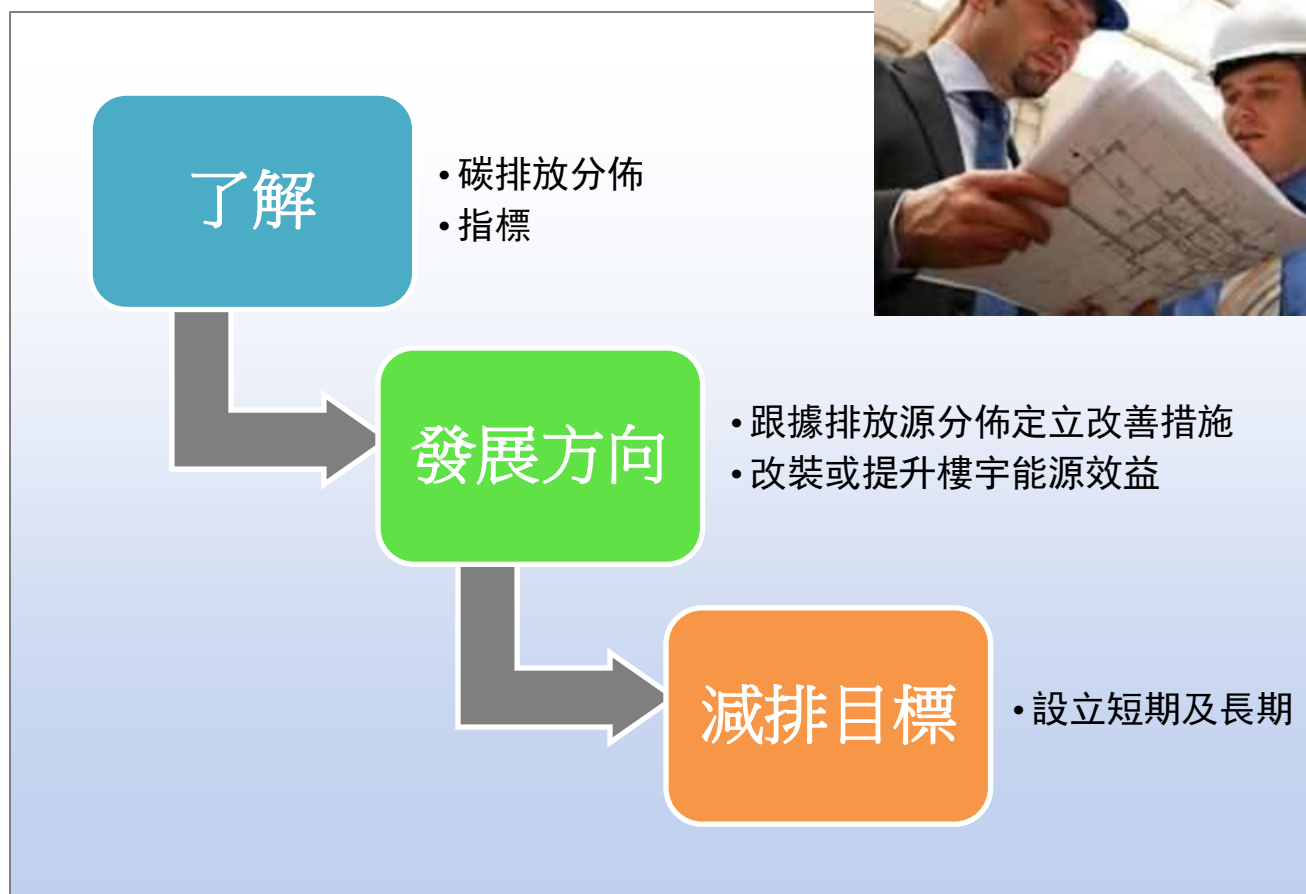 了解
•碳排放分佈
•指標
發展方向
•跟據排放源分佈定立改善措施
•改裝或提升樓宇能源效益
減排目標
•設立短期及長期